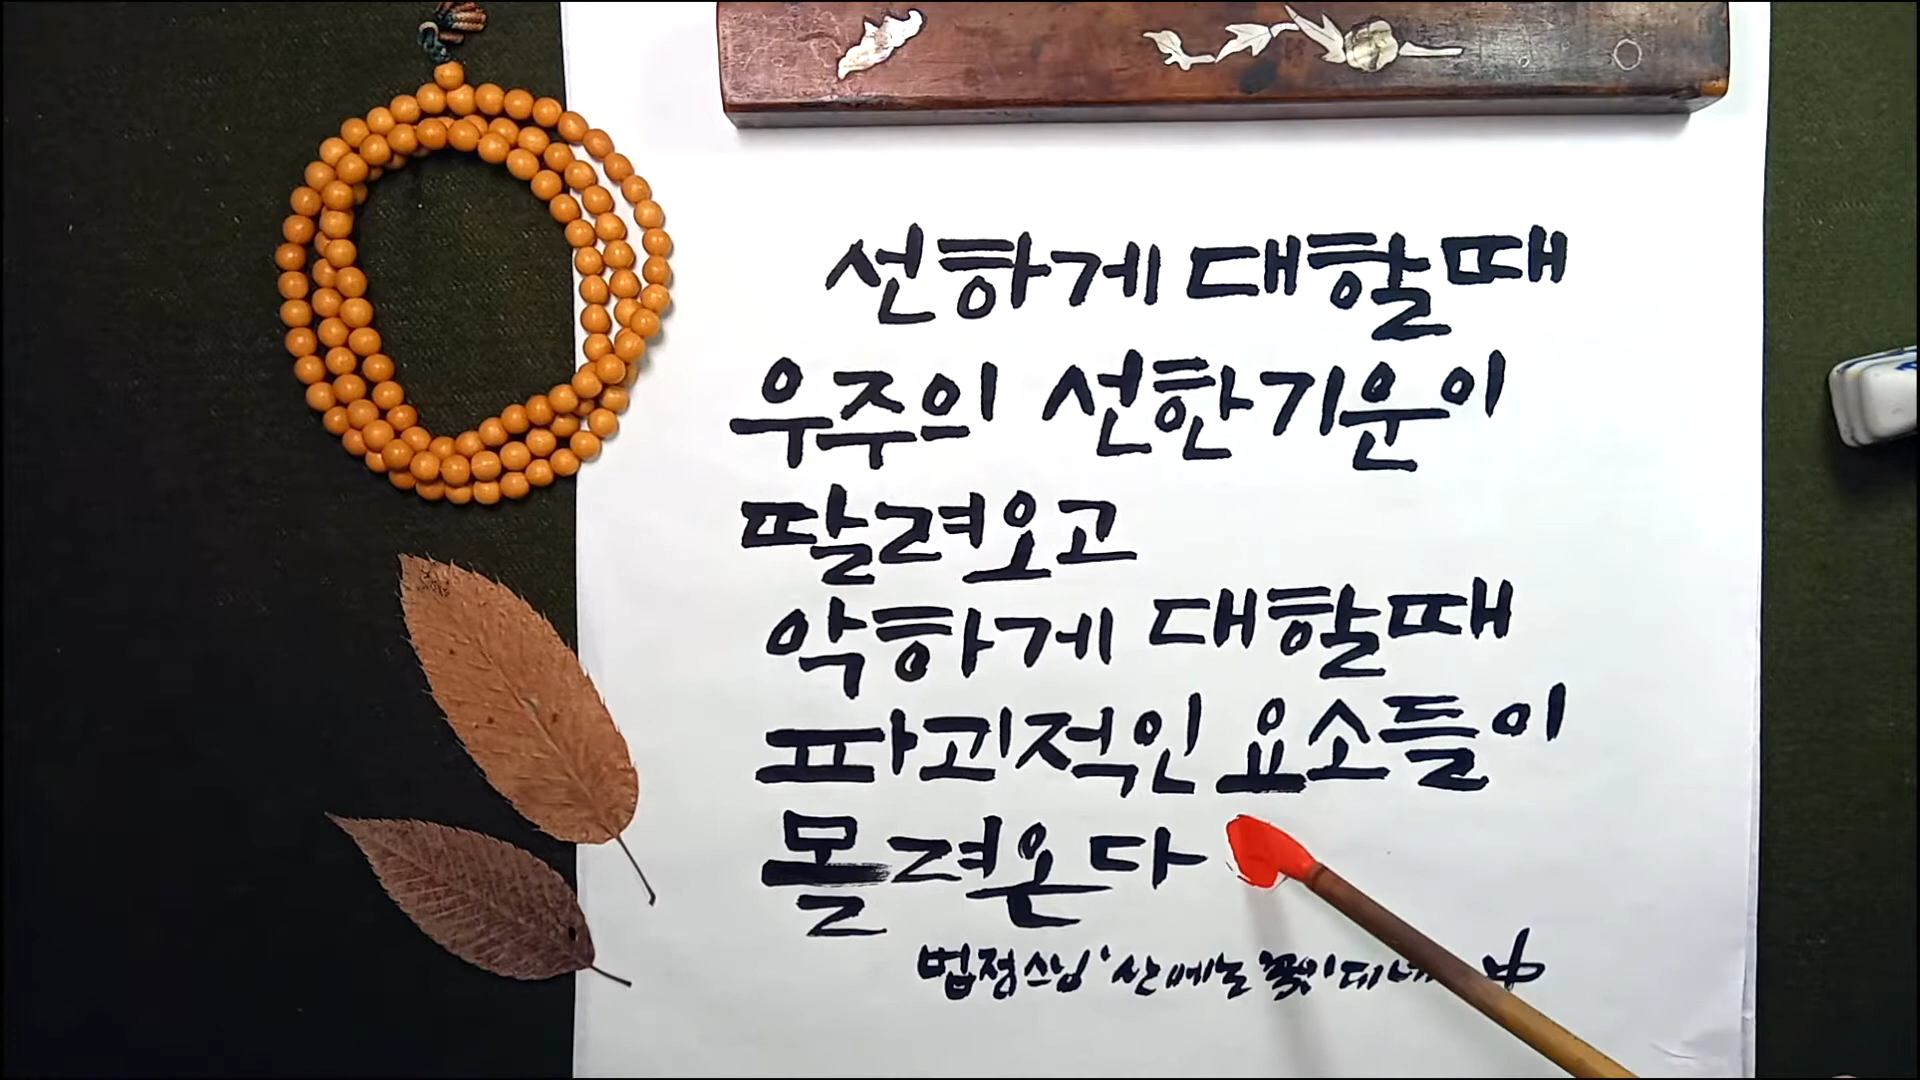 선하게 대할때
우주의 선한기운이
딸려오고
악하게 대할때
파괴적인 요소들이
몰려온다
법정스님 '산에는 꽃이